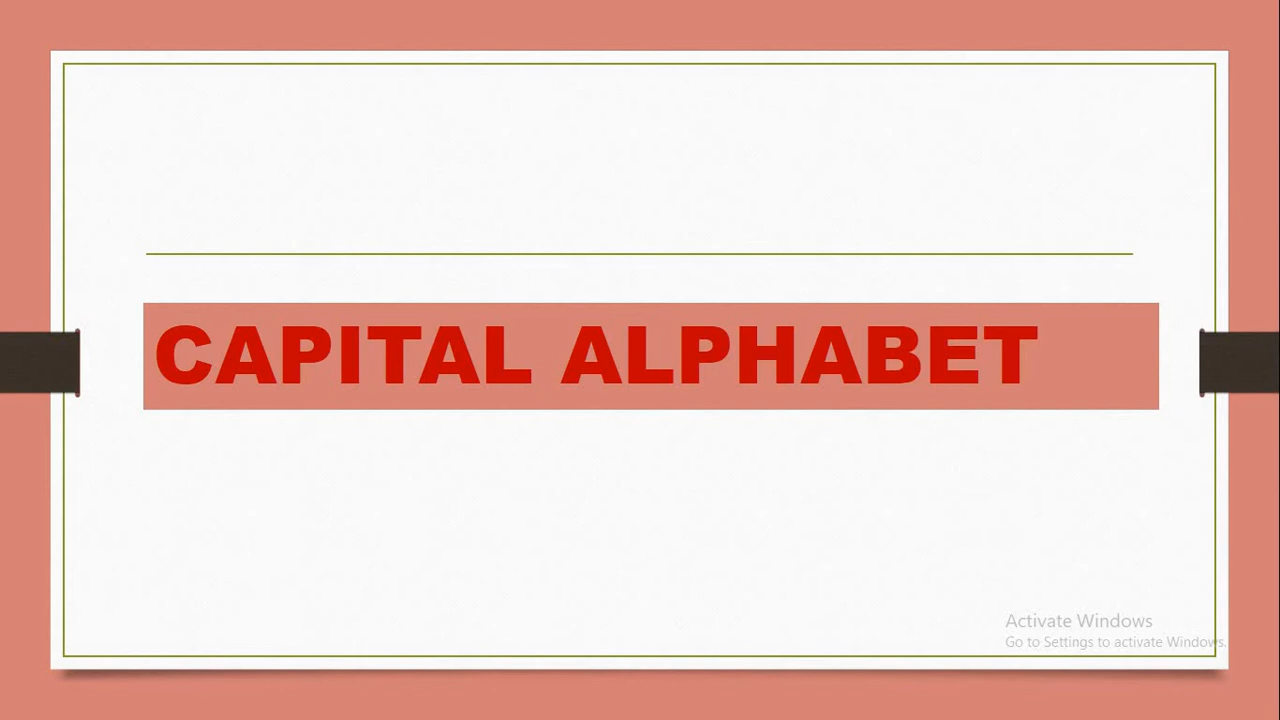 CAPITAL ALPHABET
Activate Windows
Go to Settings to activate Windows.